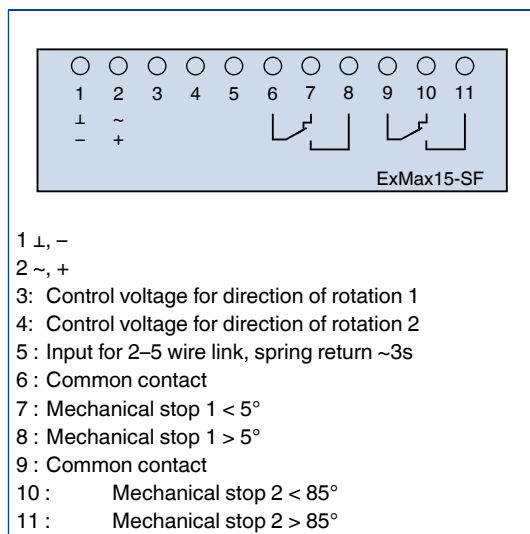 1 2 3 4 5 6 7 8 9 10 11
⊥ ~
– +
ExMax15-SF
1 ⊥, –
2 ~, +
3: Control voltage for direction of rotation 1
4: Control voltage for direction of rotation 2
5 : Input for 2–5 wire link, spring return ~3s
6 : Common contact
7 : Mechanical stop 1 < 5°
8 : Mechanical stop 1 > 5°
9 : Common contact
10 : Mechanical stop 2 < 85°
11 : Mechanical stop 2 > 85°